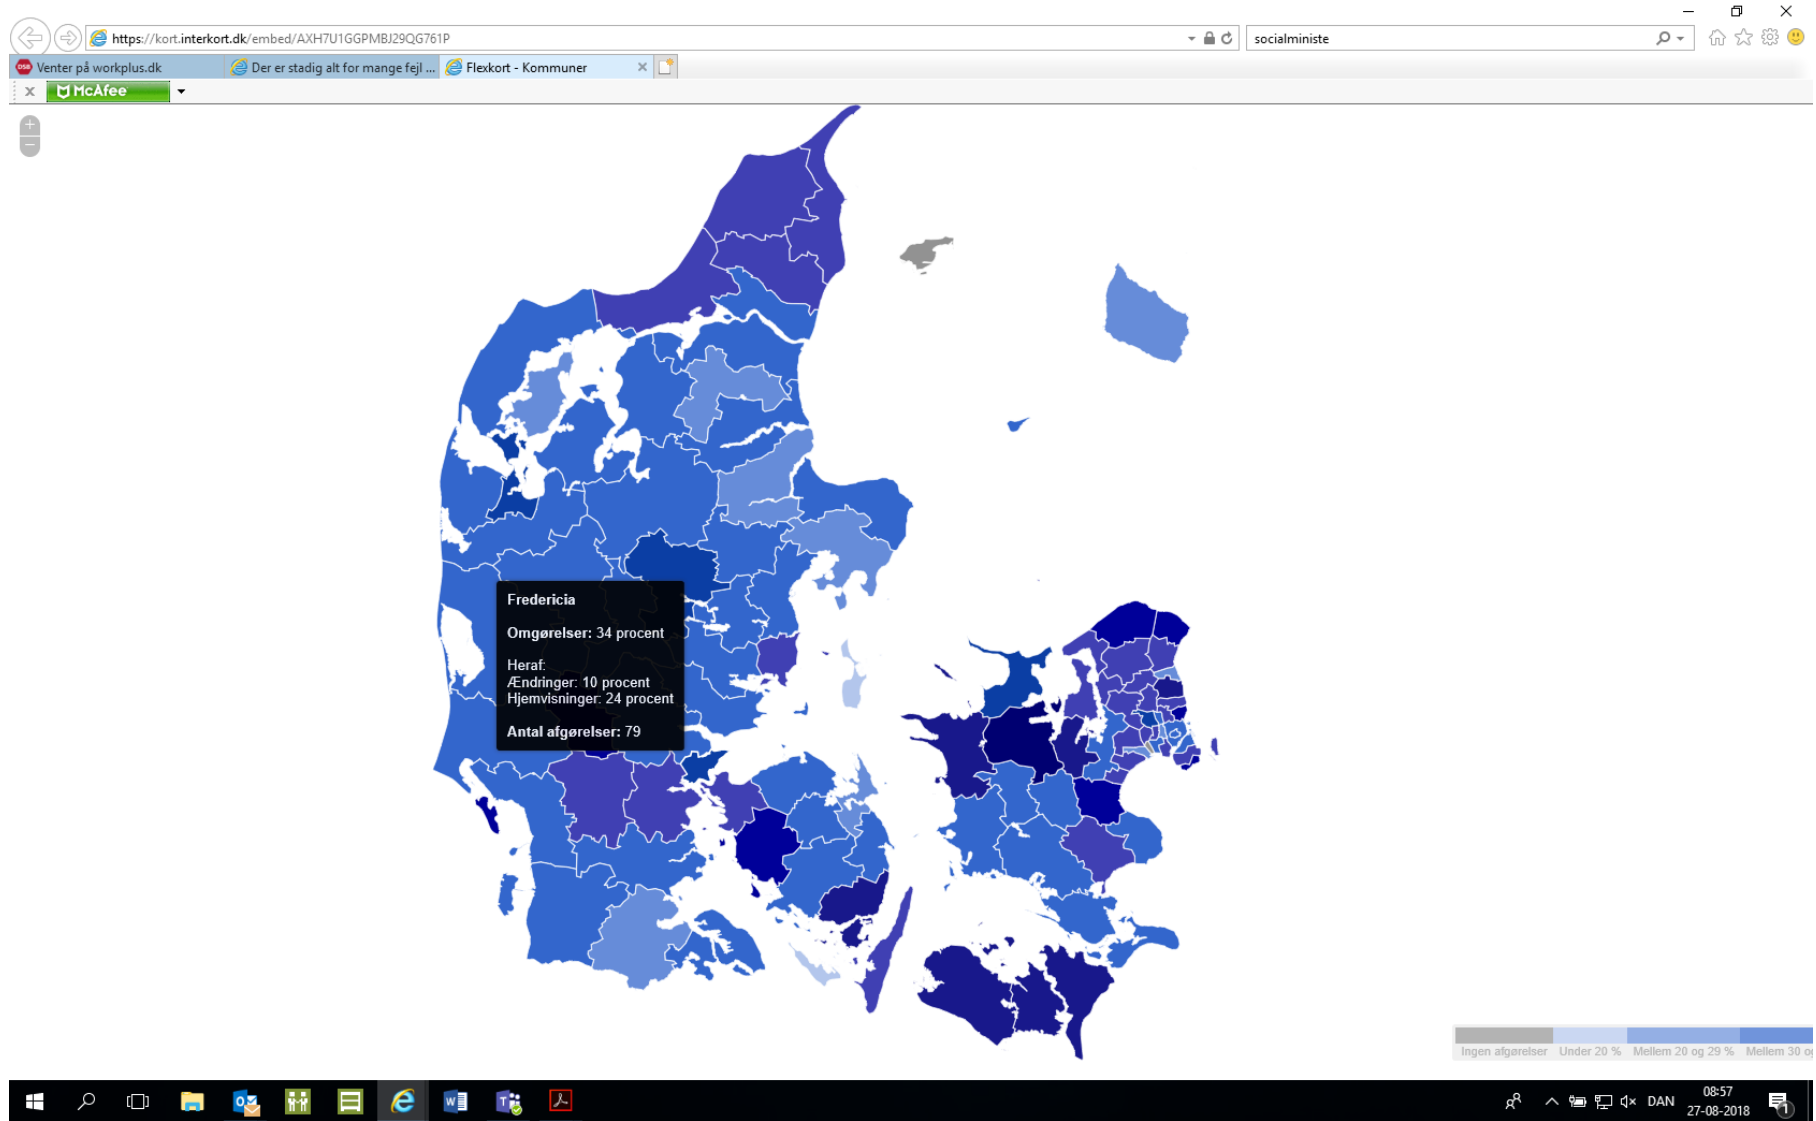 https://kort.interkort.dk/embed/AXH7U1GGPMBJ29QG761P
socialministe
Venter på workplus.dk
Der er stadig alt for mange fejl ...
Flexkort - Kommuner
McAfee
Fredericia
Omgørelser: 34 procent
Heraf:
Ændringer: 10 procent
Hjemvisninger: 24 procent
Antal afgørelser: 79
Ingen afgørelser
Under 20 %
Mellem 20 og 29 %
Mellem 30
08:57
DAN
27-08-2018
1